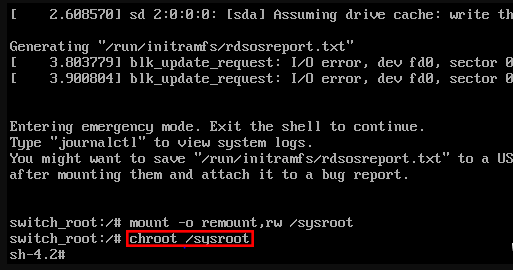 [    2.608570] sd 2:0:0:0: [sda] Assuming drive cache: write th
Generating "/run/initramfs/rdsosreport.txt"
[    3.803779] blk_update_request: I/O error, dev fd0, sector 0
[    3.900804] blk_update_request: I/O error, dev fd0, sector 0
Entering emergency mode. Exit the shell to continue.
Type "journalctl" to view system logs.
You might want to save "/run/initramfs/rdsosreport.txt" to a US
after mounting them and attach it to a bug report.
switch_root:/# mount -o remount,rw /sysroot
switch_root:/# chroot /sysroot
sh-4.2#